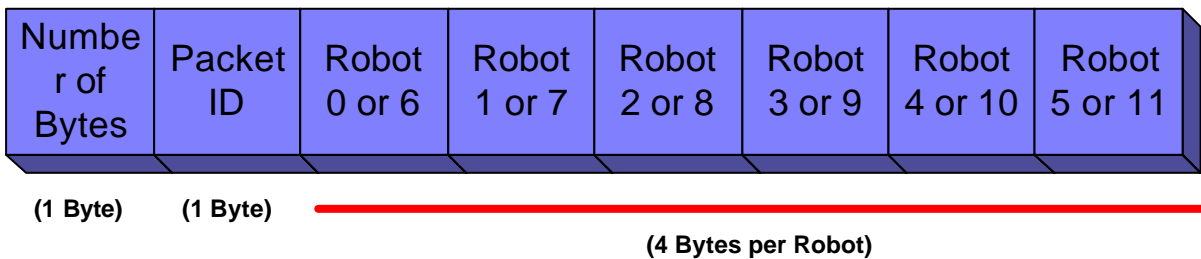 Numbe
r of
Bytes
Packet
ID
Robot
0 or 6
Robot
1 or 7
Robot
2 or 8
Robot
3 or 9
Robot
4 or 10
Robot
5 or 11
(1 Byte)
(1 Byte)
(4 Bytes per Robot)